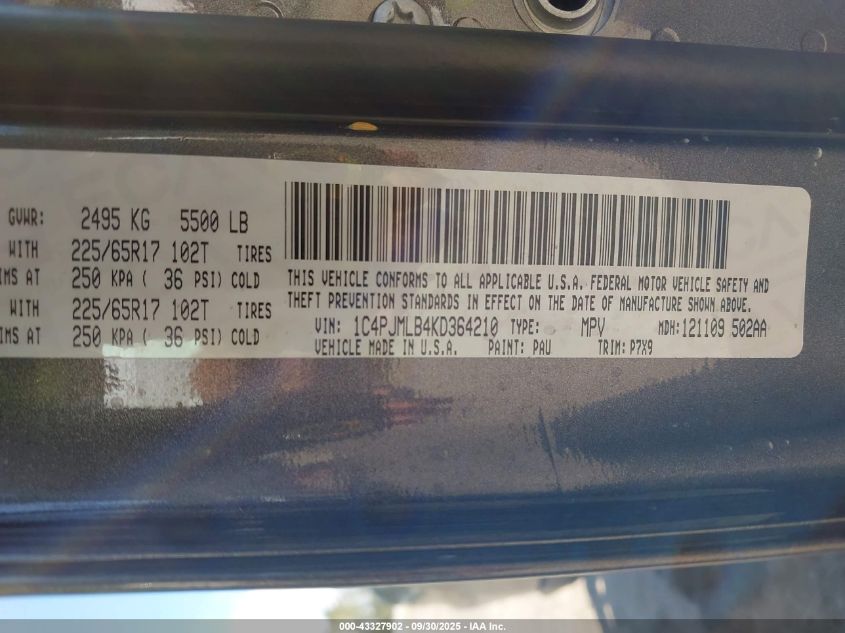 GVWR: 2495 KG 5500 LB
WITH 225/65R17 102T TIRES
IMS AT 250 KPA ( 36 PSI) COLD
WITH 225/65R17 102T TIRES
IMS AT 250 KPA ( 36 PSI) COLD
THIS VEHICLE CONFORMS TO ALL APPLICABLE U.S.A. FEDERAL MOTOR VEHICLE SAFETY AND
THEFT PREVENTION STANDARDS IN EFFECT ON THE DATE OF MANUFACTURE SHOWN ABOVE.
VIN: 1C4PJMLB4KD364210 TYPE: MPV MDH:121109 502AA
VEHICLE MADE IN U.S.A. PAINT: PAU TRIM: P7X9
000-43327902 - 09/30/2025 - IAA Inc.